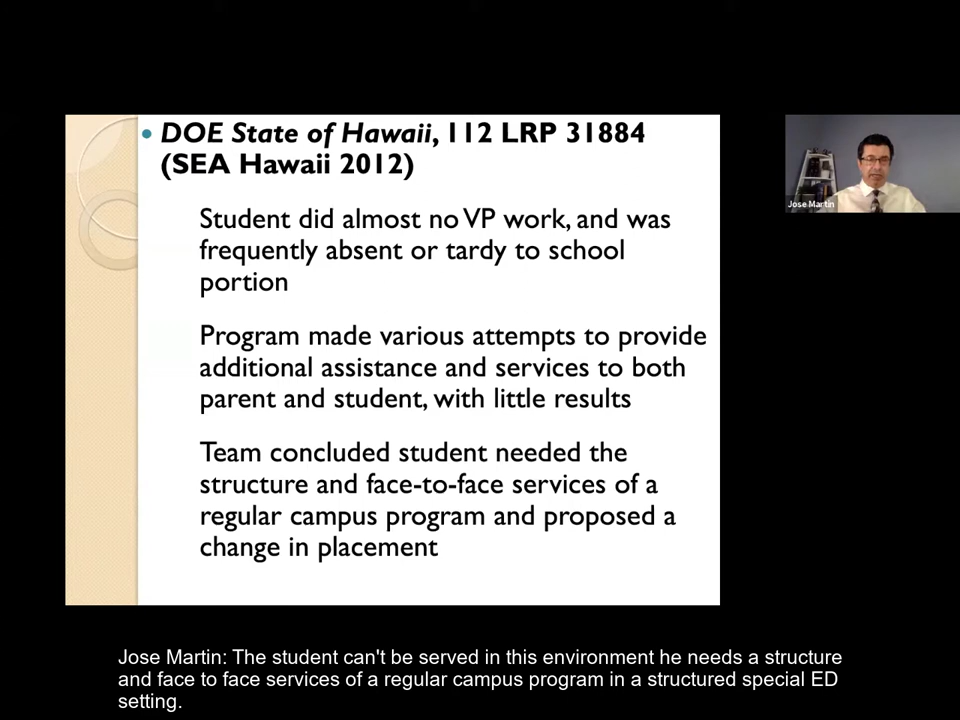 DOE State of Hawaii, 112 LRP 31884
(SEA Hawaii 2012)
Student did almost no VP work, and was
frequently absent or tardy to school
portion
Program made various attempts to provide
additional assistance and services to both
parent and student, with little results
Team concluded student needed the
structure and face-to-face services of a
regular campus program and proposed a
change in placement
Jose Martin
Jose Martin: The student can't be served in this environment he needs a structure
and face to face services of a regular campus program in a structured special ED
setting.